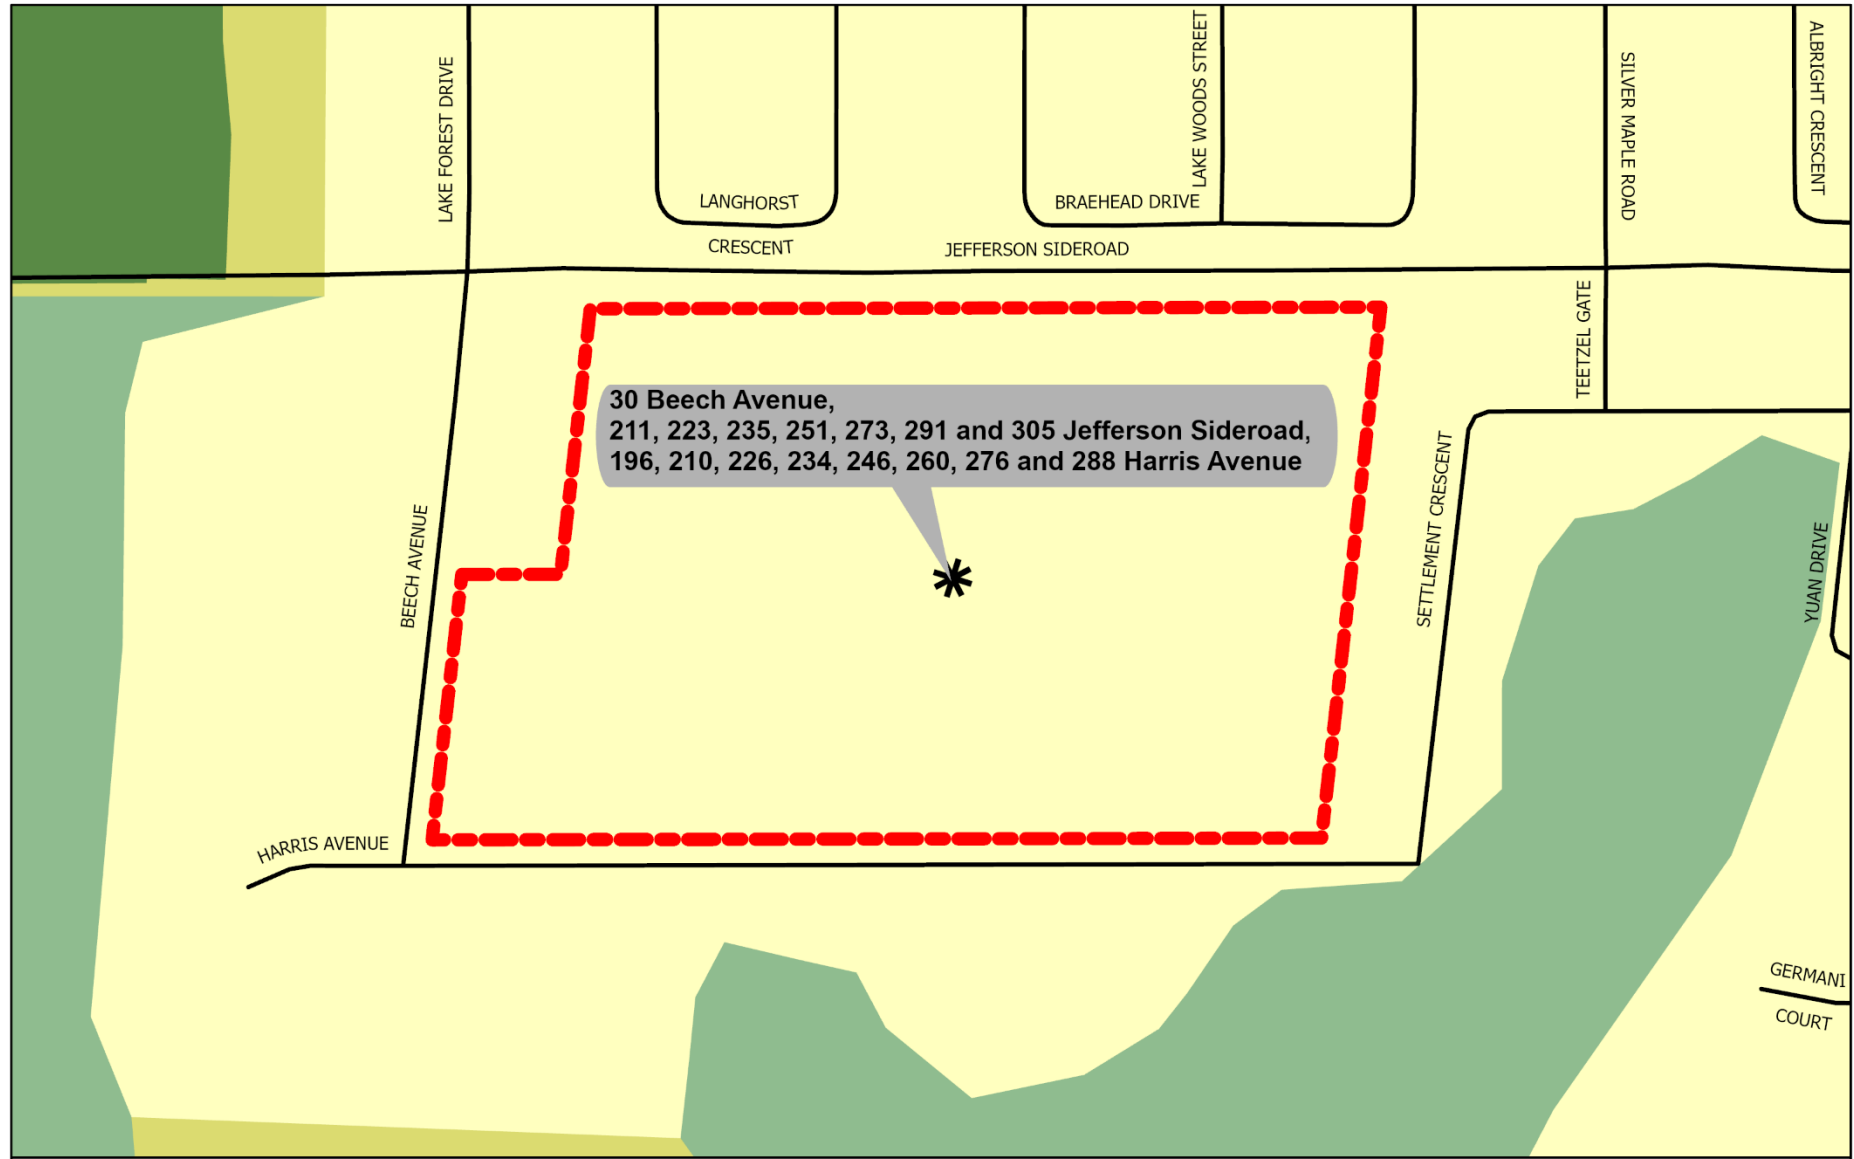 LAKE FOREST DRIVE
LANGHORST
CRESCENT
BRAEHEAD DRIVE
LAKE WOODS STREET
JEFFERSON SIDEROAD
SILVER MAPLE ROAD
ALBRIGHT CRESCENT
TEETZEL GATE
30 Beech Avenue,
211, 223, 235, 251, 273, 291 and 305 Jefferson Sideroad,
196, 210, 226, 234, 246, 260, 276 and 288 Harris Avenue
BEECH AVENUE
SETTLEMENT CRESCENT
YUAN DRIVE
HARRIS AVENUE
GERMANI
COURT